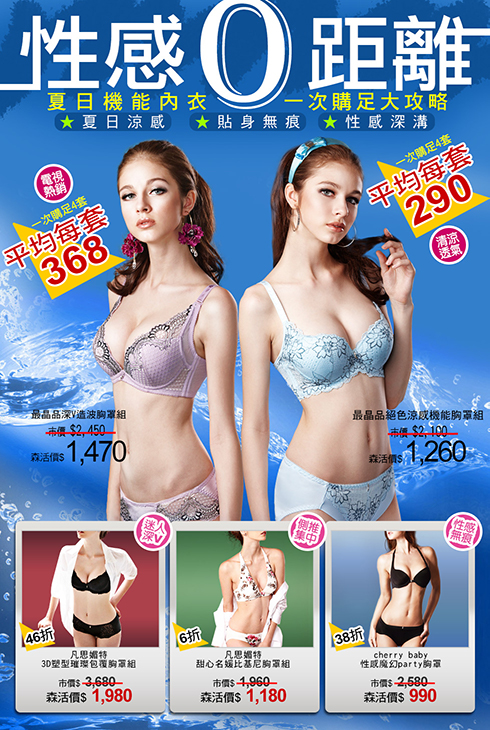 性感0距離
夏日機能內衣 一次購足大攻略
★夏日涼感 ★貼身無痕 ★性感深溝
電視
熱銷
一次購足4套
平均每套
368
一次購足4套
平均每套
290
清涼
透氣
最晶品深V造波胸罩組
市價 $2,450
森活價$ 1,470
最晶品絕色涼感機能胸罩組
市價 $2,100
森活價$ 1,260
迷人
深V
46折
凡思媚特
3D塑型璀璨包覆胸罩組
市價$ 3,680
森活價$ 1,980
側推
集中
6折
凡思媚特
甜心名媛比基尼胸罩組
市價$ 1,960
森活價$ 1,180
性感
無痕
38折
cherry baby
性感魔幻party胸罩
市價$ 2,580
森活價$ 990